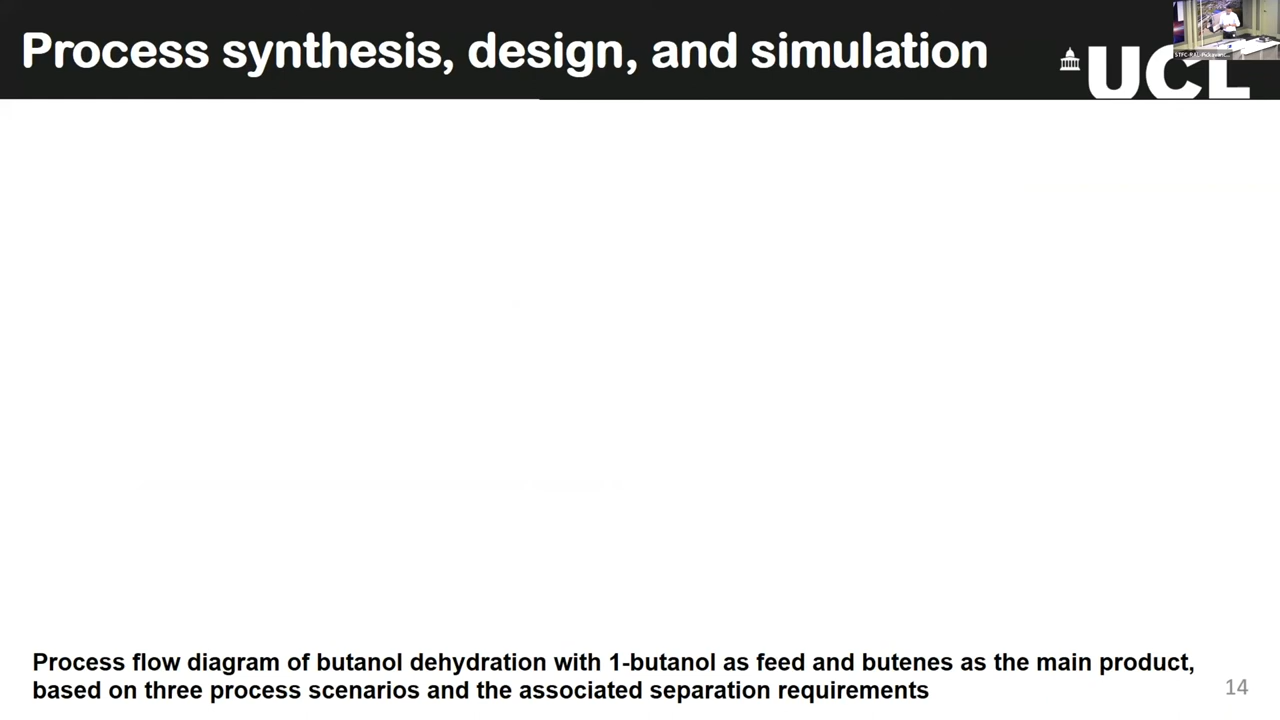 Process synthesis, design, and simulation
UCL
Process flow diagram of butanol dehydration with 1-butanol as feed and butenes as the main product,
based on three process scenarios and the associated separation requirements
14